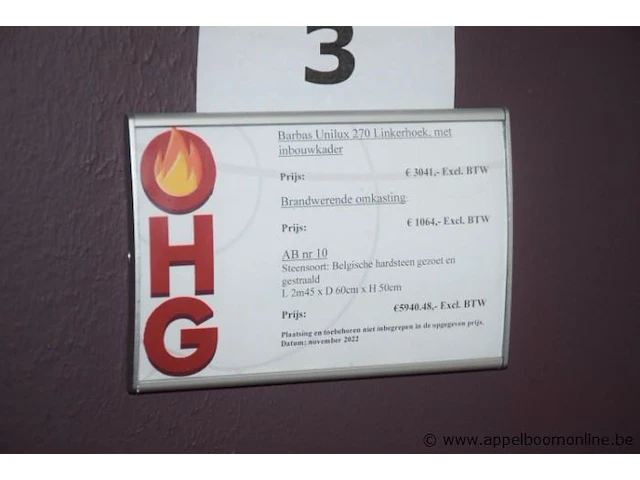 3
OHG
Barbas Unilux 270 Linkerhoek, met
inbouwkader
Prijs: € 3041,- Excl. BTW
Brandwerende omkasting
Prijs: € 1064,- Excl. BTW
AB nr 10
Steensoort: Belgische hardsteen gezoet en
gestraald
L 2m45 x D 60cm x H 50cm
Prijs: €5940.48,- Excl. BTW
Plaatsing en toebehoren niet inbegrepen in de opgegeven prijs.
Datum: november 2022
© www.appelboomonline.be